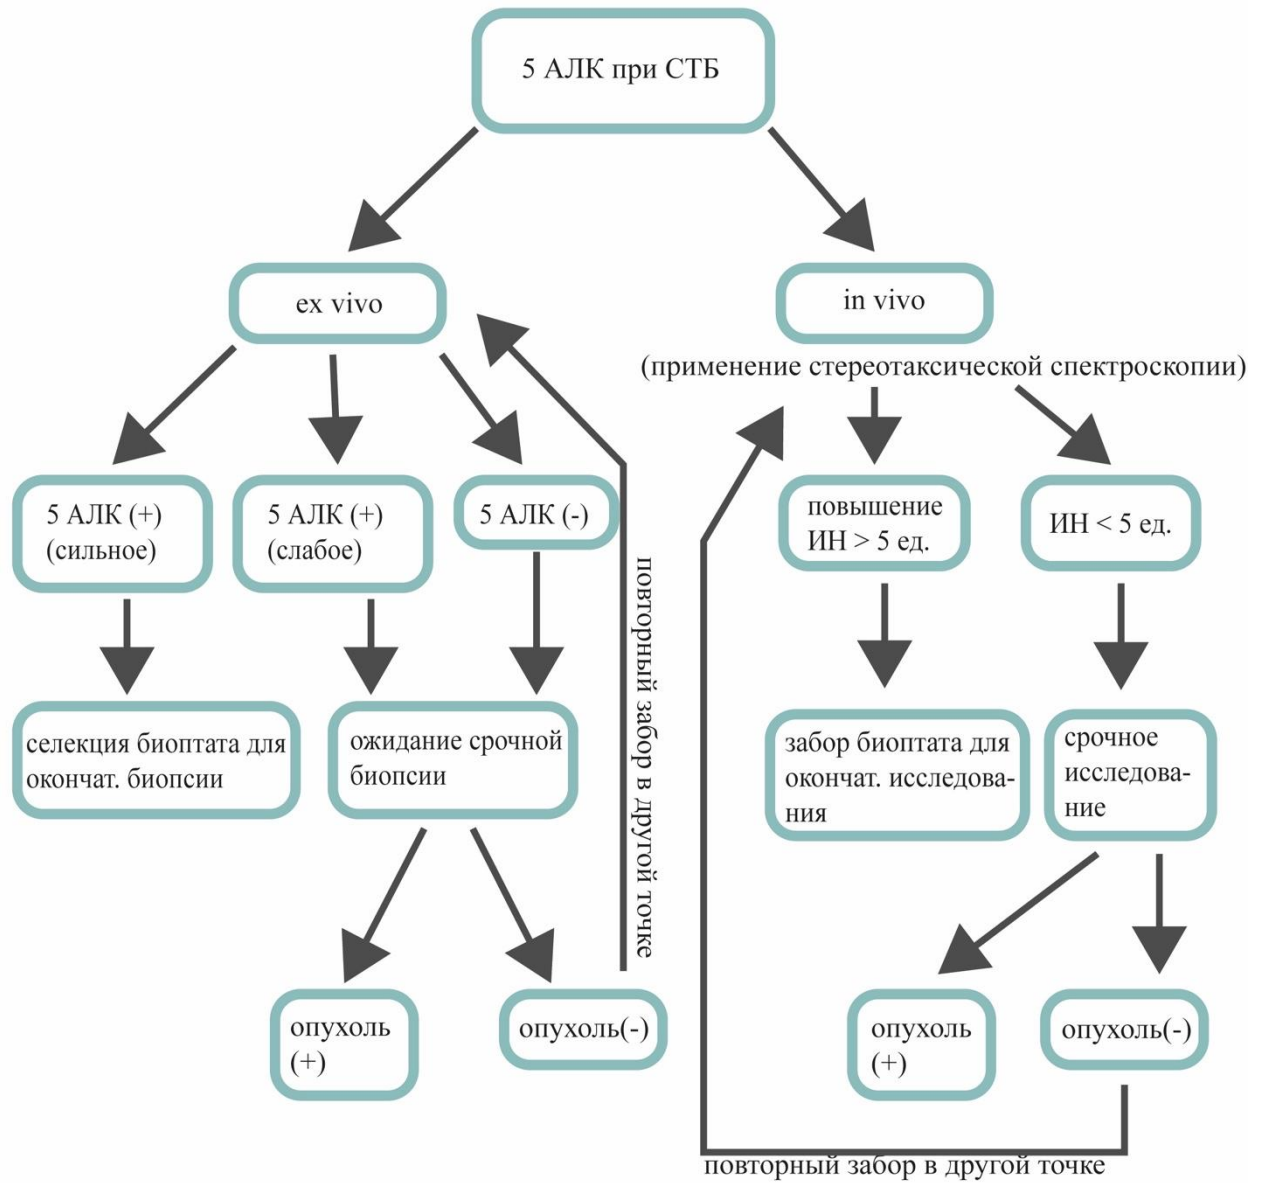 5 АЛК при СТБ
ex vivo
in vivo
(применение стереотаксической спектроскопии)
5 АЛК (+)
(сильное)
5 АЛК (+)
(слабое)
5 АЛК (-)
повышение
ИН > 5 ед.
ИН < 5 ед.
селекция биоптата для
окончат. биопсии
ожидание срочной
биопсии
повторный забор в другой точке
забор биоптата для
окончат. исследова-
ния
срочное
исследова-
ние
опухоль
(+)
опухоль(-)
опухоль
(+)
опухоль(-)
повторный забор в другой точке